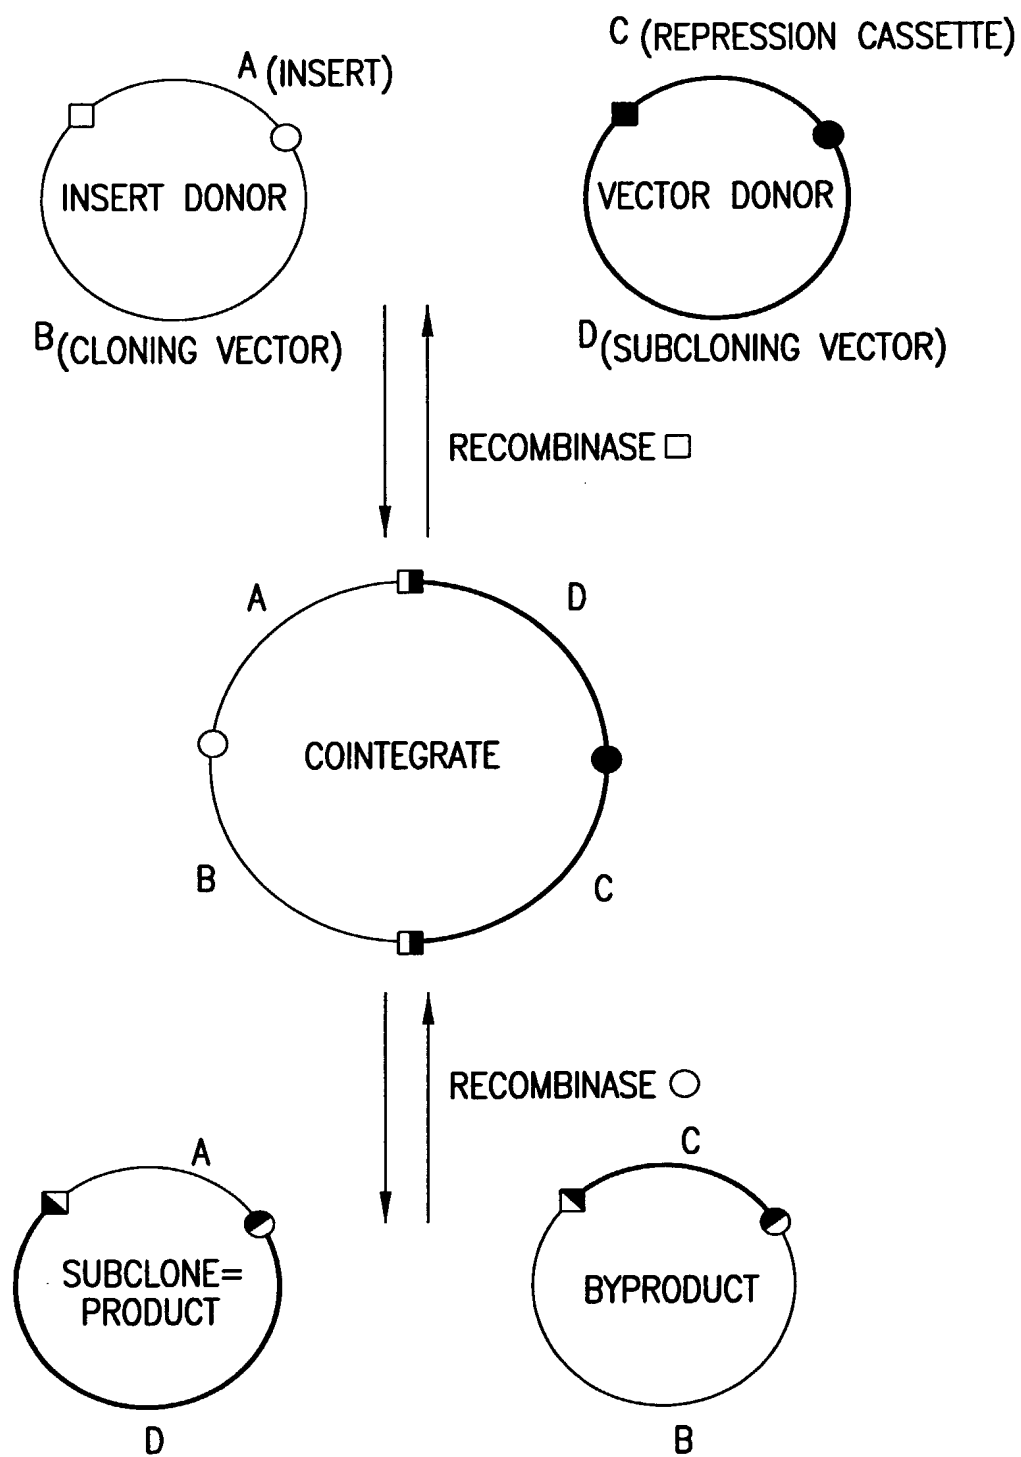 A (INSERT)
C (REPRESSION CASSETTE)
INSERT DONOR
VECTOR DONOR
B (CLONING VECTOR)
D (SUBCLONING VECTOR)
RECOMBINASE
A
D
COINTEGRATE
B
C
RECOMBINASE
A
C
SUBCLONE=
PRODUCT
BYPRODUCT
D
B